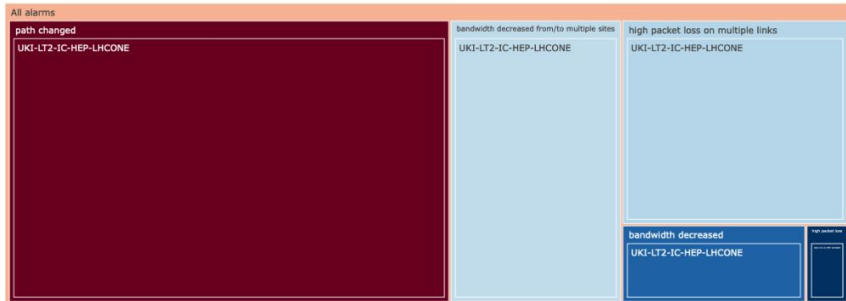 All alarms
path changed
UKI-LT2-IC-HEP-LHCONE
bandwidth decreased from/to multiple sites
UKI-LT2-IC-HEP-LHCONE
high packet loss on multiple links
UKI-LT2-IC-HEP-LHCONE
bandwidth decreased
UKI-LT2-IC-HEP-LHCONE
high packet loss